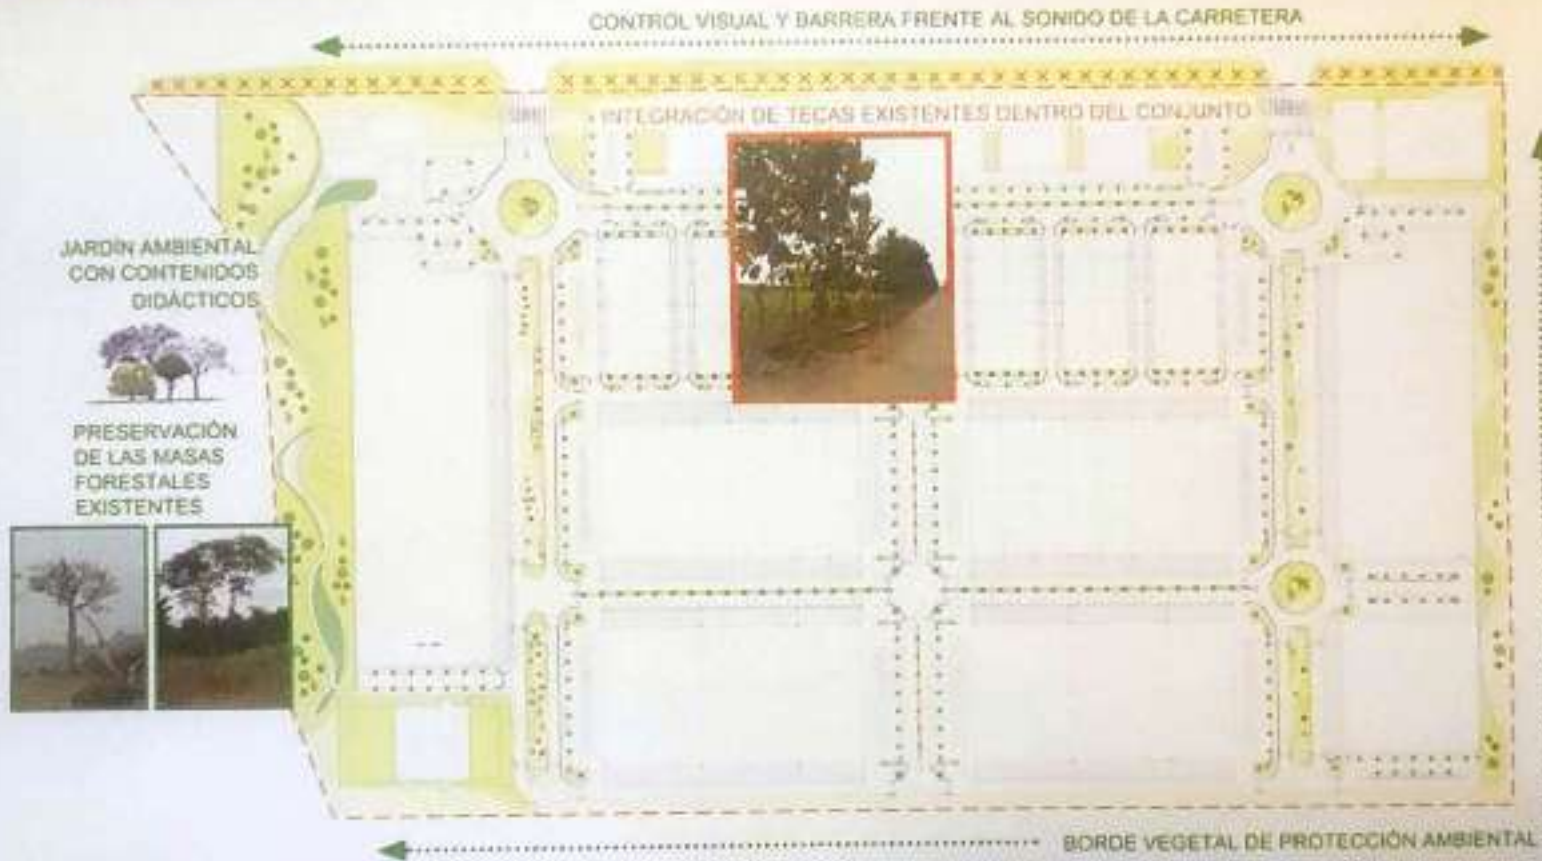 CONTROL VISUAL Y BARRERA FRENTE AL SONIDO DE LA CARRETERA
INTEGRACIÓN DE TECAS EXISTENTES DENTRO DEL CONJUNTO
JARDÍN AMBIENTAL
CON CONTENIDOS
DIDÁCTICOS
PRESERVACIÓN
DE LAS MASAS
FORESTALES
EXISTENTES
BORDE VEGETAL DE PROTECCIÓN AMBIENTAL